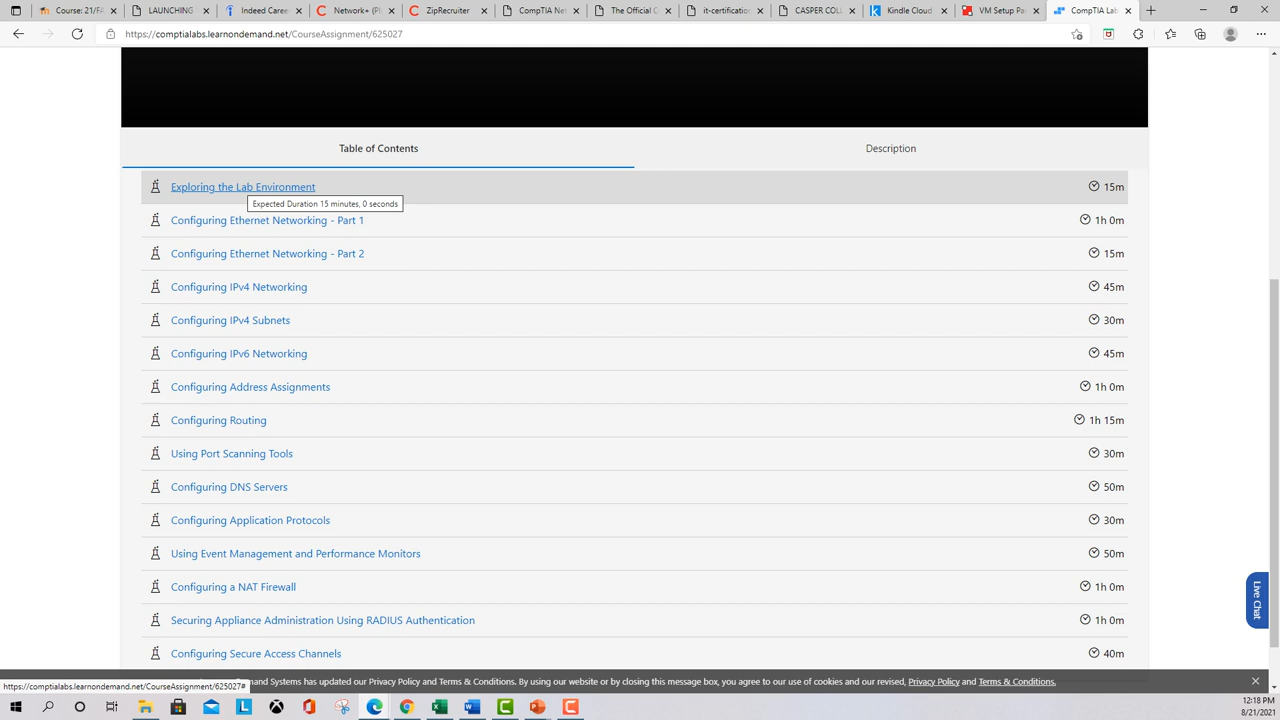 Course: 21/FA
LAUNCHING
Indeed Caree
Network+ (Pl
ZipRecruiter
CompTIA Net
The Official C
it-certification
CASPER COLL
Kindle Cloud
VM Setup Pa
CompTIA Lab
https://comptialabs.learnondemand.net/CourseAssignment/625027
Table of Contents
Description
Exploring the Lab Environment 15m
Expected Duration 15 minutes, 0 seconds
Configuring Ethernet Networking - Part 1 1h 0m
Configuring Ethernet Networking - Part 2 15m
Configuring IPv4 Networking 45m
Configuring IPv4 Subnets 30m
Configuring IPv6 Networking 45m
Configuring Address Assignments 1h 0m
Configuring Routing 1h 15m
Using Port Scanning Tools 30m
Configuring DNS Servers 50m
Configuring Application Protocols 30m
Using Event Management and Performance Monitors 50m
Configuring a NAT Firewall 1h 0m
Live Chat
Securing Appliance Administration Using RADIUS Authentication 1h 0m
Configuring Secure Access Channels 40m
Demand Systems has updated our Privacy Policy and Terms & Conditions. By using our website or by closing this message box, you agree to our use of cookies and our revised, Privacy Policy and Terms & Conditions.
https://comptialabs.learnondemand.net/CourseAssignment/625027#
12:18 PM
8/21/2021